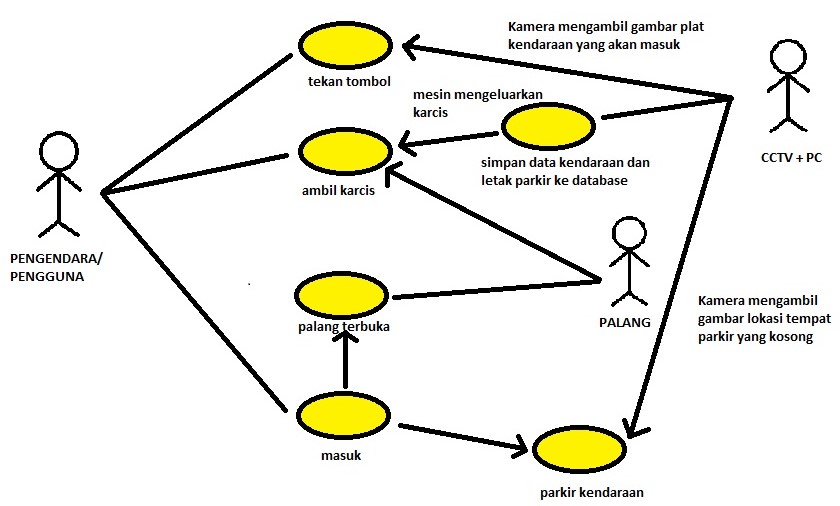 Kamera mengambil gambar plat
kendaraan yang akan masuk
tekan tombol
mesin mengeluarkan
karcis
CCTV + PC
simpan data kendaraan dan
letak parkir ke database
ambil karcis
PENGENDARA/
PENGGUNA
Kamera mengambil
gambar lokasi tempat
parkir yang kosong
PALANG
palang terbuka
masuk
parkir kendaraan